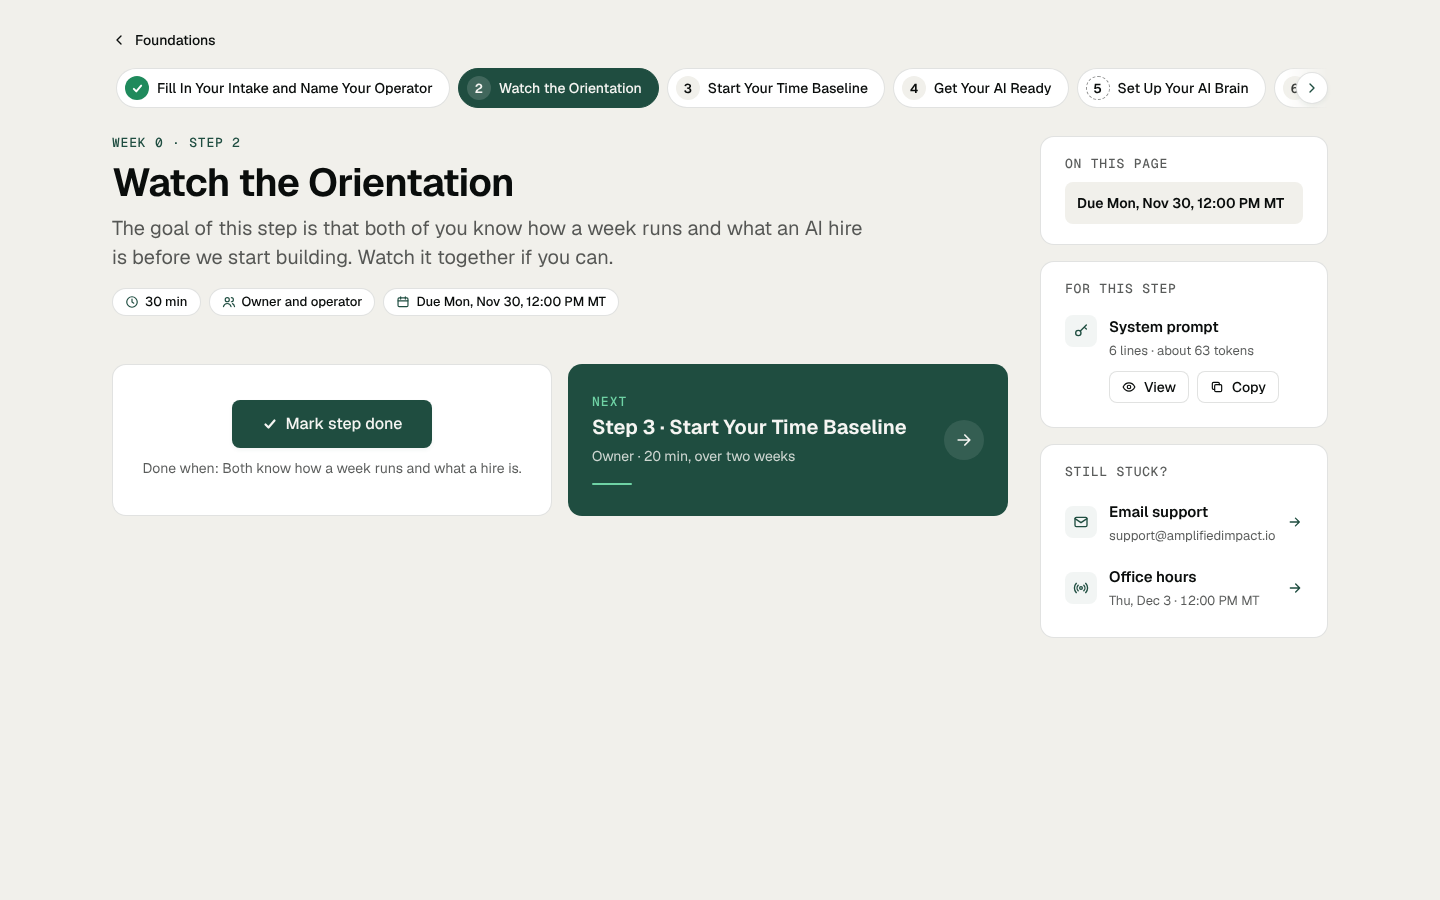 Foundations
Fill In Your Intake and Name Your Operator
2 Watch the Orientation
3 Start Your Time Baseline
4 Get Your AI Ready
5 Set Up Your AI Brain
WEEK 0 · STEP 2
Watch the Orientation
The goal of this step is that both of you know how a week runs and what an AI hire
is before we start building. Watch it together if you can.
30 min
Owner and operator
Due Mon, Nov 30, 12:00 PM MT
Mark step done
Done when: Both know how a week runs and what a hire is.
NEXT
Step 3 · Start Your Time Baseline
Owner · 20 min, over two weeks
ON THIS PAGE
Due Mon, Nov 30, 12:00 PM MT
FOR THIS STEP
System prompt
6 lines · about 63 tokens
View
Copy
STILL STUCK?
Email support
support@amplifiedimpact.io
Office hours
Thu, Dec 3 · 12:00 PM MT